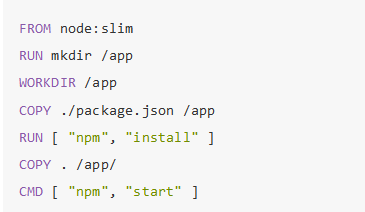 FROM node:slim
RUN mkdir /app
WORKDIR /app
COPY ./package.json /app
RUN [ "npm", "install" ]
COPY . /app/
CMD [ "npm", "start" ]